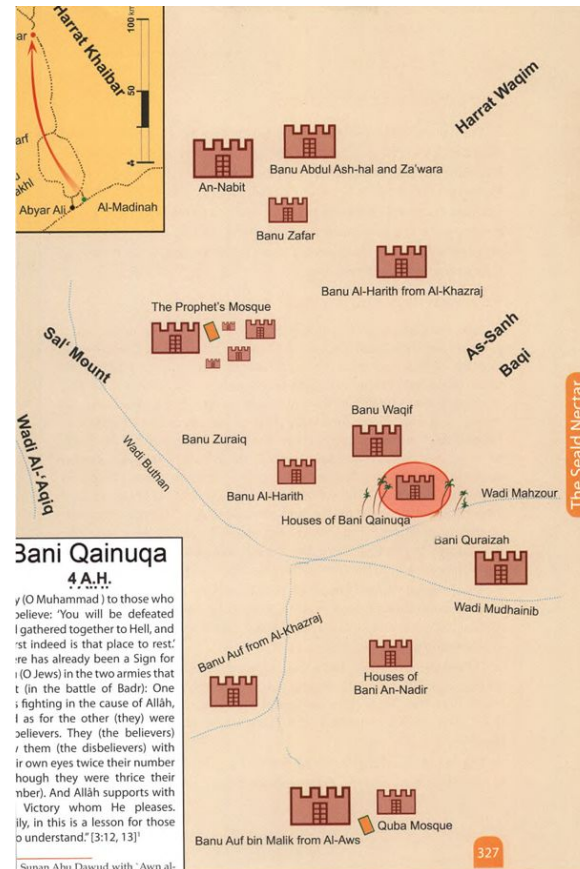 Harrat Khaibar
100
50
Abyar Ali
Al-Madinah
Harrat Waqim
An-Nabit
Banu Abdul Ash-hal and Za'wara
Banu Zafar
Banu Al-Harith from Al-Khazraj
The Prophet's Mosque
Sal' Mount
As-Sanh
Baqi
The Seald Nectar
Wadi Al-'Aqiq
Wadi Buthan
Banu Zuraiq
Banu Waqif
Banu Al-Harith
Houses of Bani Qainuqa
Wadi Mahzour
Bani Quraizah
Wadi Mudhainib
Bani Qainuqa
4 A.H.
y (O Muhammad ) to those who
believe: 'You will be defeated
gathered together to Hell, and
rst indeed is that place to rest.'
ere has already been a Sign for
(O Jews) in the two armies that
t (in the battle of Badr): One
s fighting in the cause of Allâh,
as for the other (they) were
believers. They (the believers)
them (the disbelievers) with
ir own eyes twice their number
hough they were thrice their
mber). And Allâh supports with
Victory whom He pleases.
ily, in this is a lesson for those
o understand." [3:12, 13]¹
Sunan Abu Dawud with `Awn al-
Banu Auf from Al-Khazraj
Houses of
Bani An-Nadir
Banu Auf bin Malik from Al-Aws
Quba Mosque
327